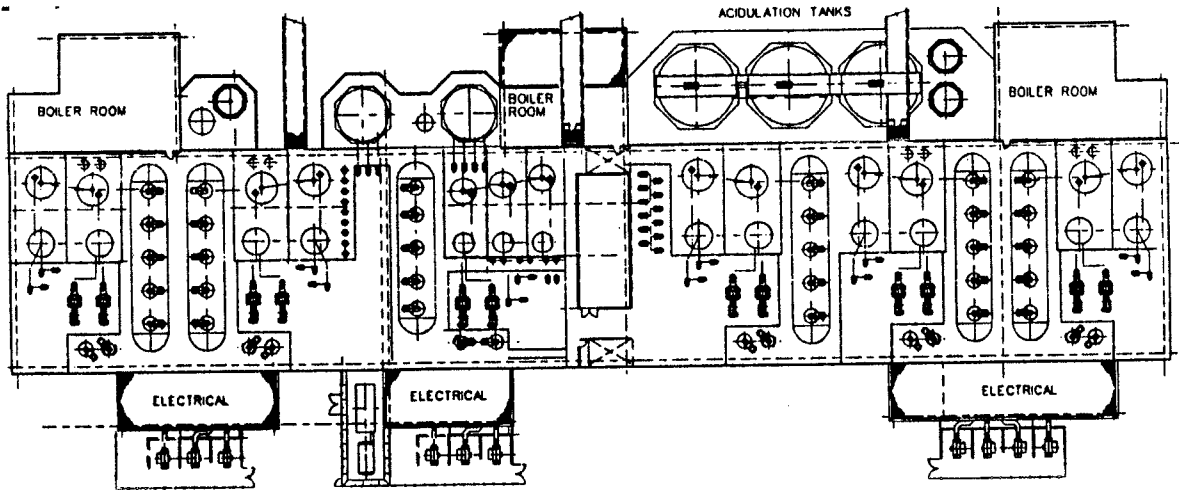 ACIDULATION TANKS
BOILER ROOM
BOILER
ROOM
BOILER ROOM
ELECTRICAL
ELECTRICAL
ELECTRICAL